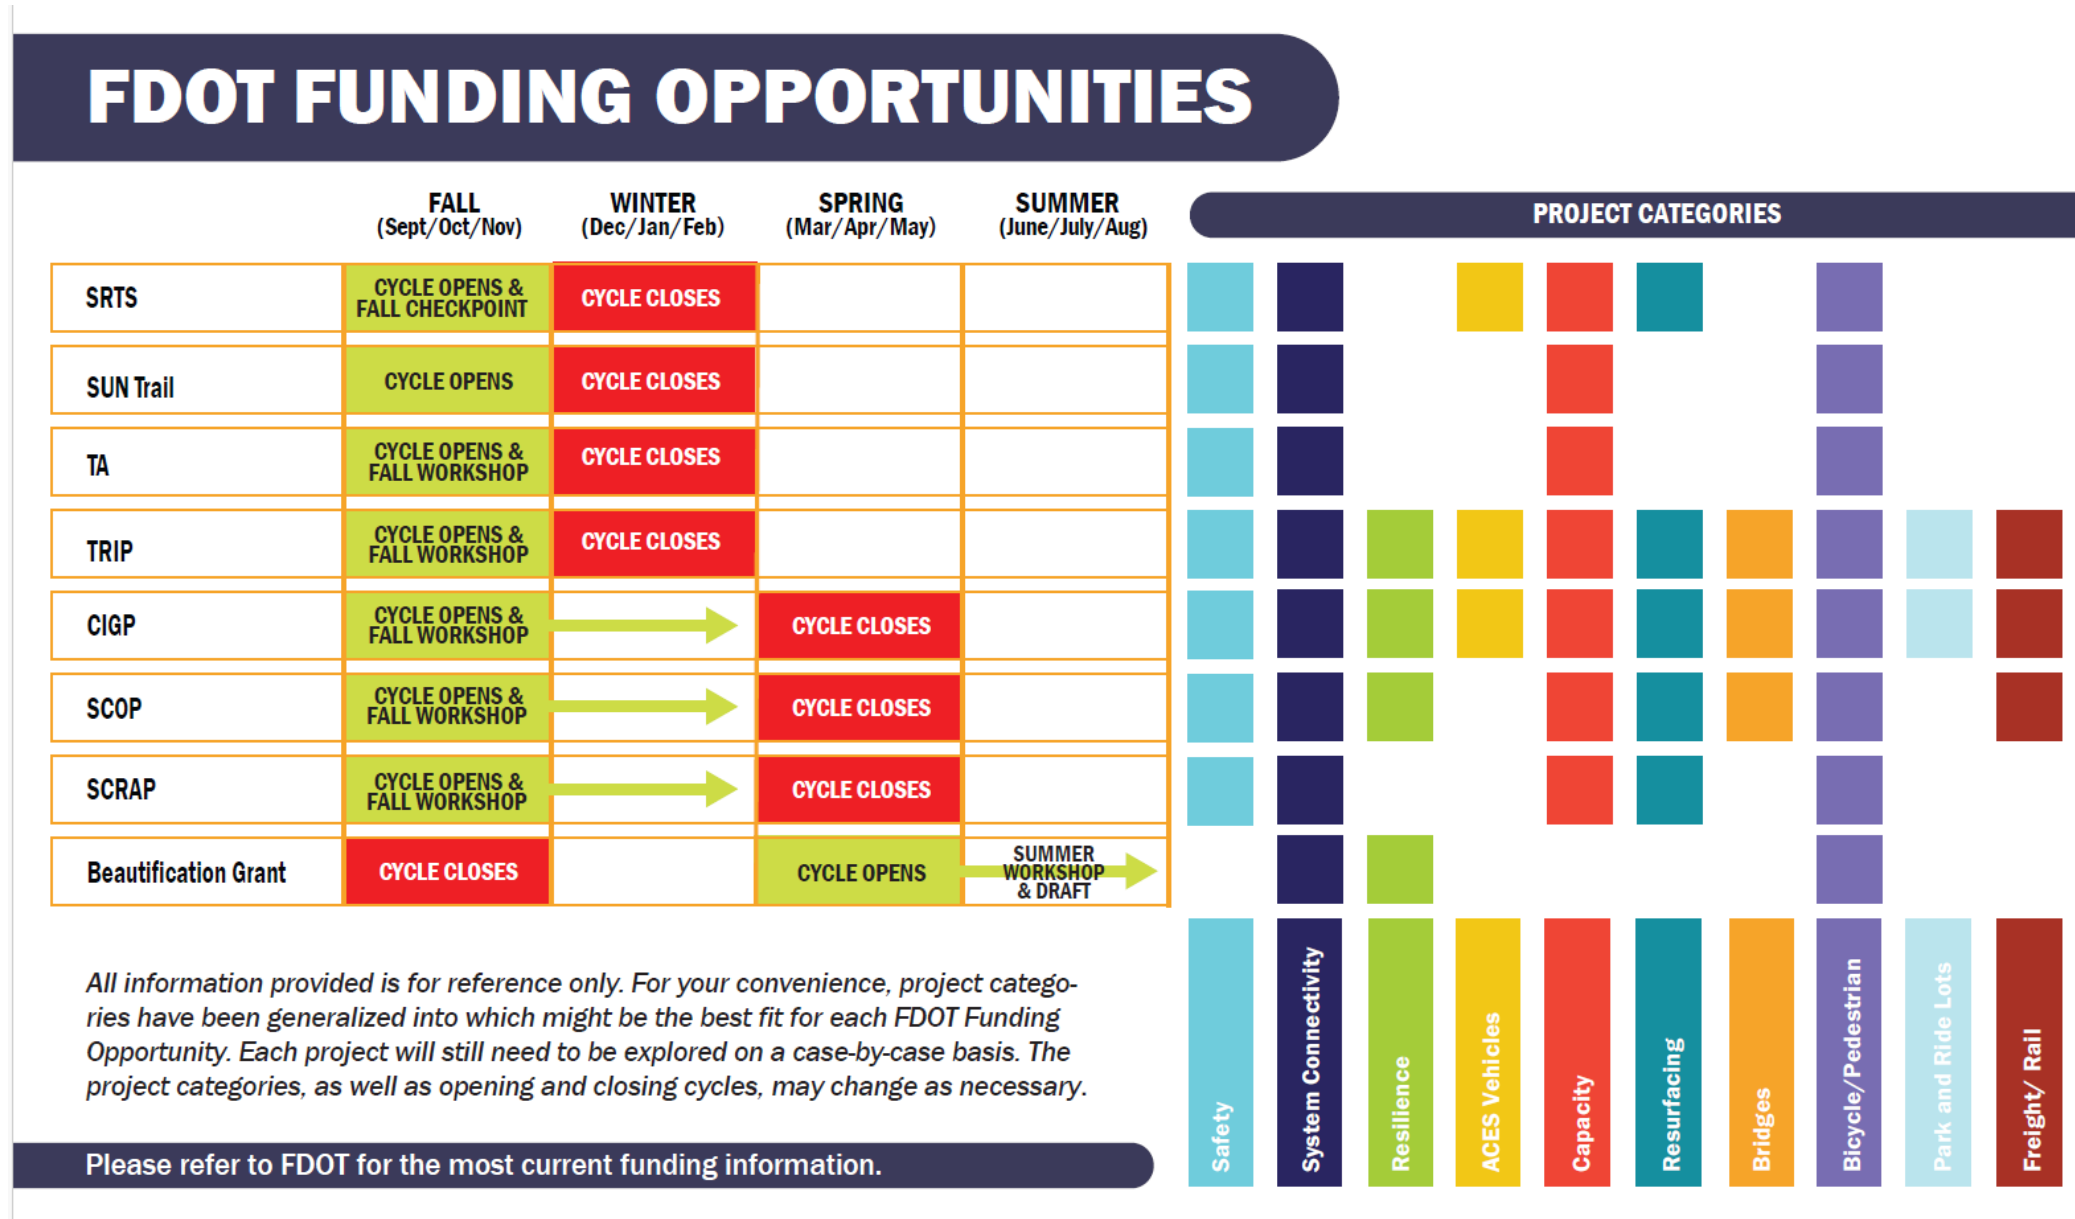 FDOT FUNDING OPPORTUNITIES
FALL
(Sept/Oct/Nov)
WINTER
(Dec/Jan/Feb)
SPRING
(Mar/Apr/May)
SUMMER
(June/July/Aug)
PROJECT CATEGORIES
SRTS
CYCLE OPENS &
FALL CHECKPOINT
CYCLE CLOSES
SUN Trail
CYCLE OPENS
CYCLE CLOSES
TA
CYCLE OPENS &
FALL WORKSHOP
CYCLE CLOSES
TRIP
CYCLE OPENS &
FALL WORKSHOP
CYCLE CLOSES
CIGP
CYCLE OPENS &
FALL WORKSHOP
CYCLE CLOSES
SCOP
CYCLE OPENS &
FALL WORKSHOP
CYCLE CLOSES
SCRAP
CYCLE OPENS &
FALL WORKSHOP
CYCLE CLOSES
Beautification Grant
CYCLE CLOSES
CYCLE OPENS
SUMMER
WORKSHOP
& DRAFT
All information provided is for reference only. For your convenience, project catego-
ries have been generalized into which might be the best fit for each FDOT Funding
Opportunity. Each project will still need to be explored on a case-by-case basis. The
project categories, as well as opening and closing cycles, may change as necessary.
Please refer to FDOT for the most current funding information.
Safety
System Connectivity
Resilience
ACES Vehicles
Capacity
Resurfacing
Bridges
Bicycle/Pedestrian
Park and Ride Lots
Freight/ Rail